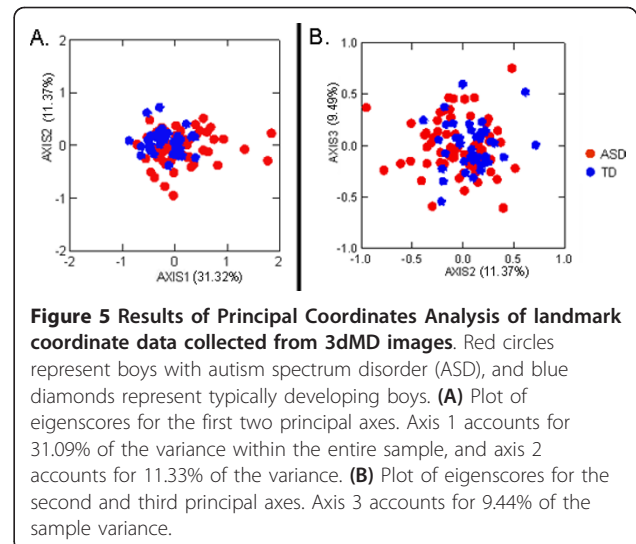 A.
2
1
0
-1
-2
AXIS2 (11.37%)
-2 -1 0 1 2
AXIS1 (31.32%)
B.
1.0
0.5
0.0
-0.5
-1.0
AXIS3 (9.49%)
-1.0 -0.5 0.0 0.5 1.0
AXIS2 (11.37%)
ASD
TD
Figure 5 Results of Principal Coordinates Analysis of landmark
coordinate data collected from 3dMD images. Red circles
represent boys with autism spectrum disorder (ASD), and blue
diamonds represent typically developing boys. (A) Plot of
eigenscores for the first two principal axes. Axis 1 accounts for
31.09% of the variance within the entire sample, and axis 2
accounts for 11.33% of the variance. (B) Plot of eigenscores for the
second and third principal axes. Axis 3 accounts for 9.44% of the
sample variance.